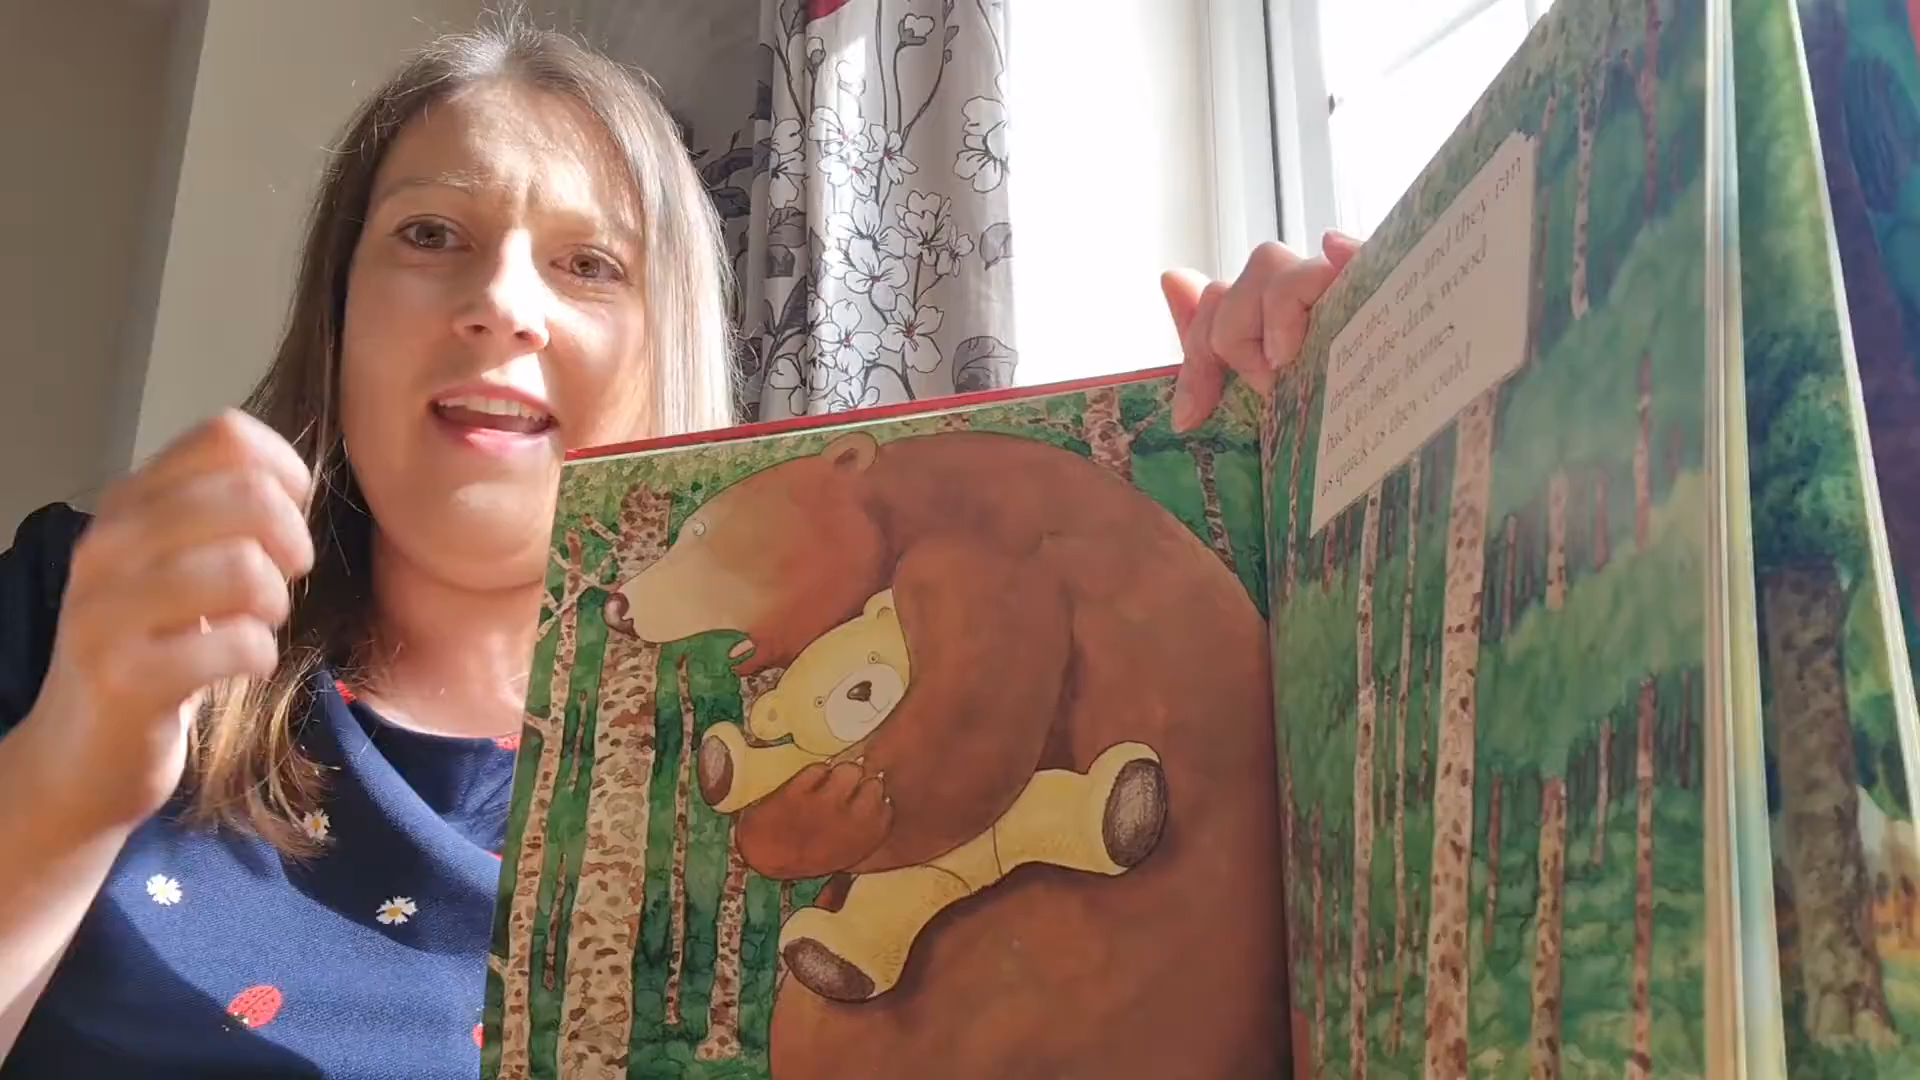 Then they ran and they ran
through the dark wood
back to their homes
as quick as they could!